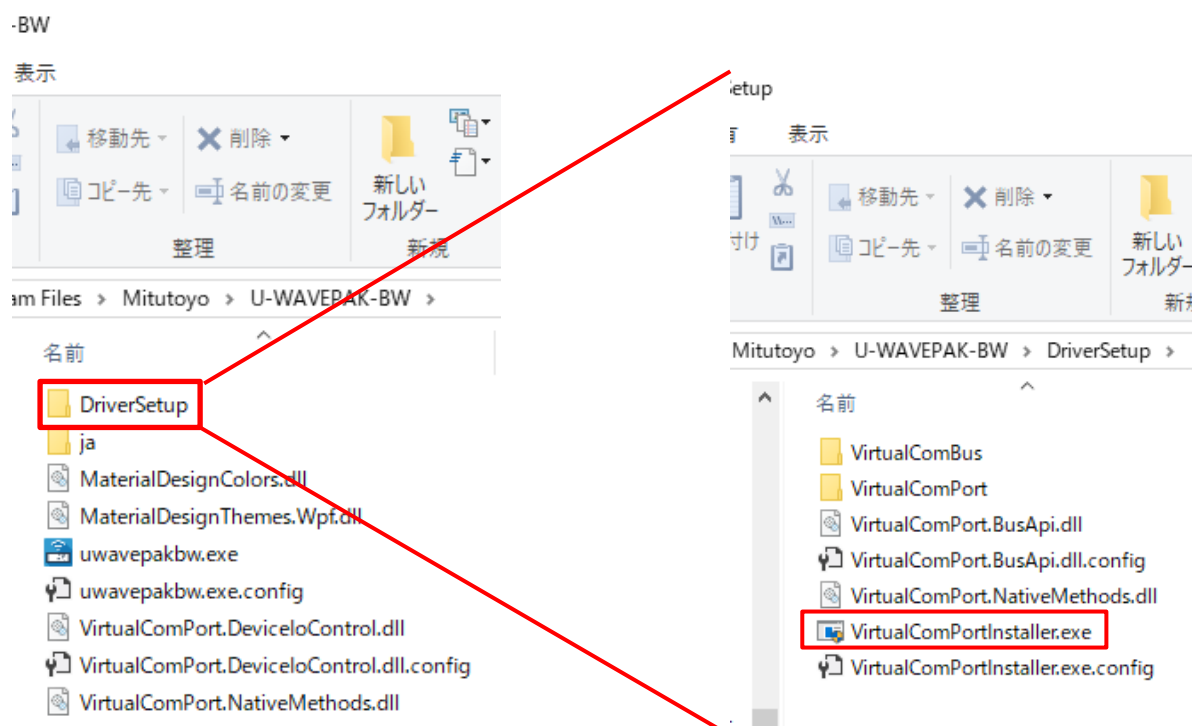 -BW
表示
移動先
削除
コピー先
名前の変更
新しい
フォルダー
整理
新規
am Files > Mitutoyo > U-WAVEPAK-BW >
名前
DriverSetup
ja
MaterialDesignColors.dll
MaterialDesignThemes.Wpf.dll
uwavepakbw.exe
uwavepakbw.exe.config
VirtualComPort.DeviceIoControl.dll
VirtualComPort.DeviceIoControl.dll.config
VirtualComPort.NativeMethods.dll
Setup
表示
移動先
削除
付け
コピー先
名前の変更
新しい
フォルダー
整理
新規
Mitutoyo > U-WAVEPAK-BW > DriverSetup >
名前
VirtualComBus
VirtualComPort
VirtualComPort.BusApi.dll
VirtualComPort.BusApi.dll.config
VirtualComPort.NativeMethods.dll
VirtualComPortInstaller.exe
VirtualComPortInstaller.exe.config